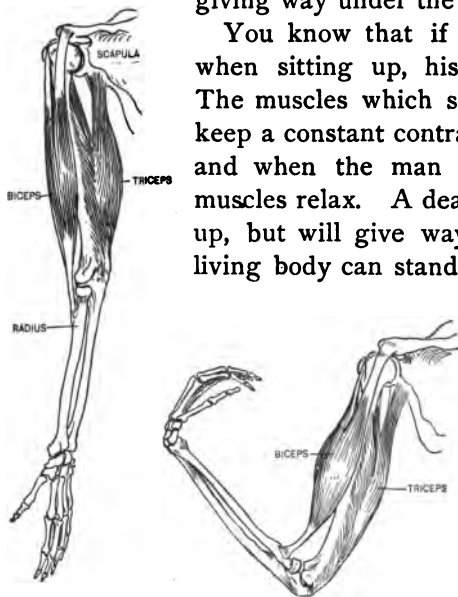 giving way under the
You know that if
when sitting up, his
The muscles which s
keep a constant contra
and when the man
muscles relax. A dea
up, but will give way
living body can stand
SCAPULA
BICEPS
TRICEPS
RADIUS
BICEPS
TRICEPS